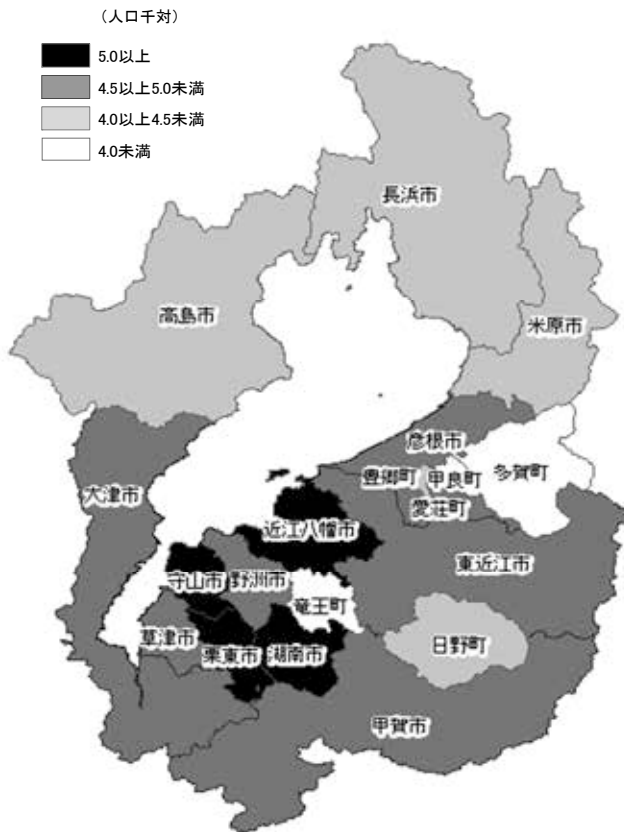 （人口千対）
5.0以上
4.5以上5.0未満
4.0以上4.5未満
4.0未満
長浜市
高島市
米原市
彦根市
多賀町
豊郷町
甲良町
愛荘町
大津市
近江八幡市
東近江市
守山市
野洲市
竜王町
草津市
栗東市
湖南市
日野町
甲賀市